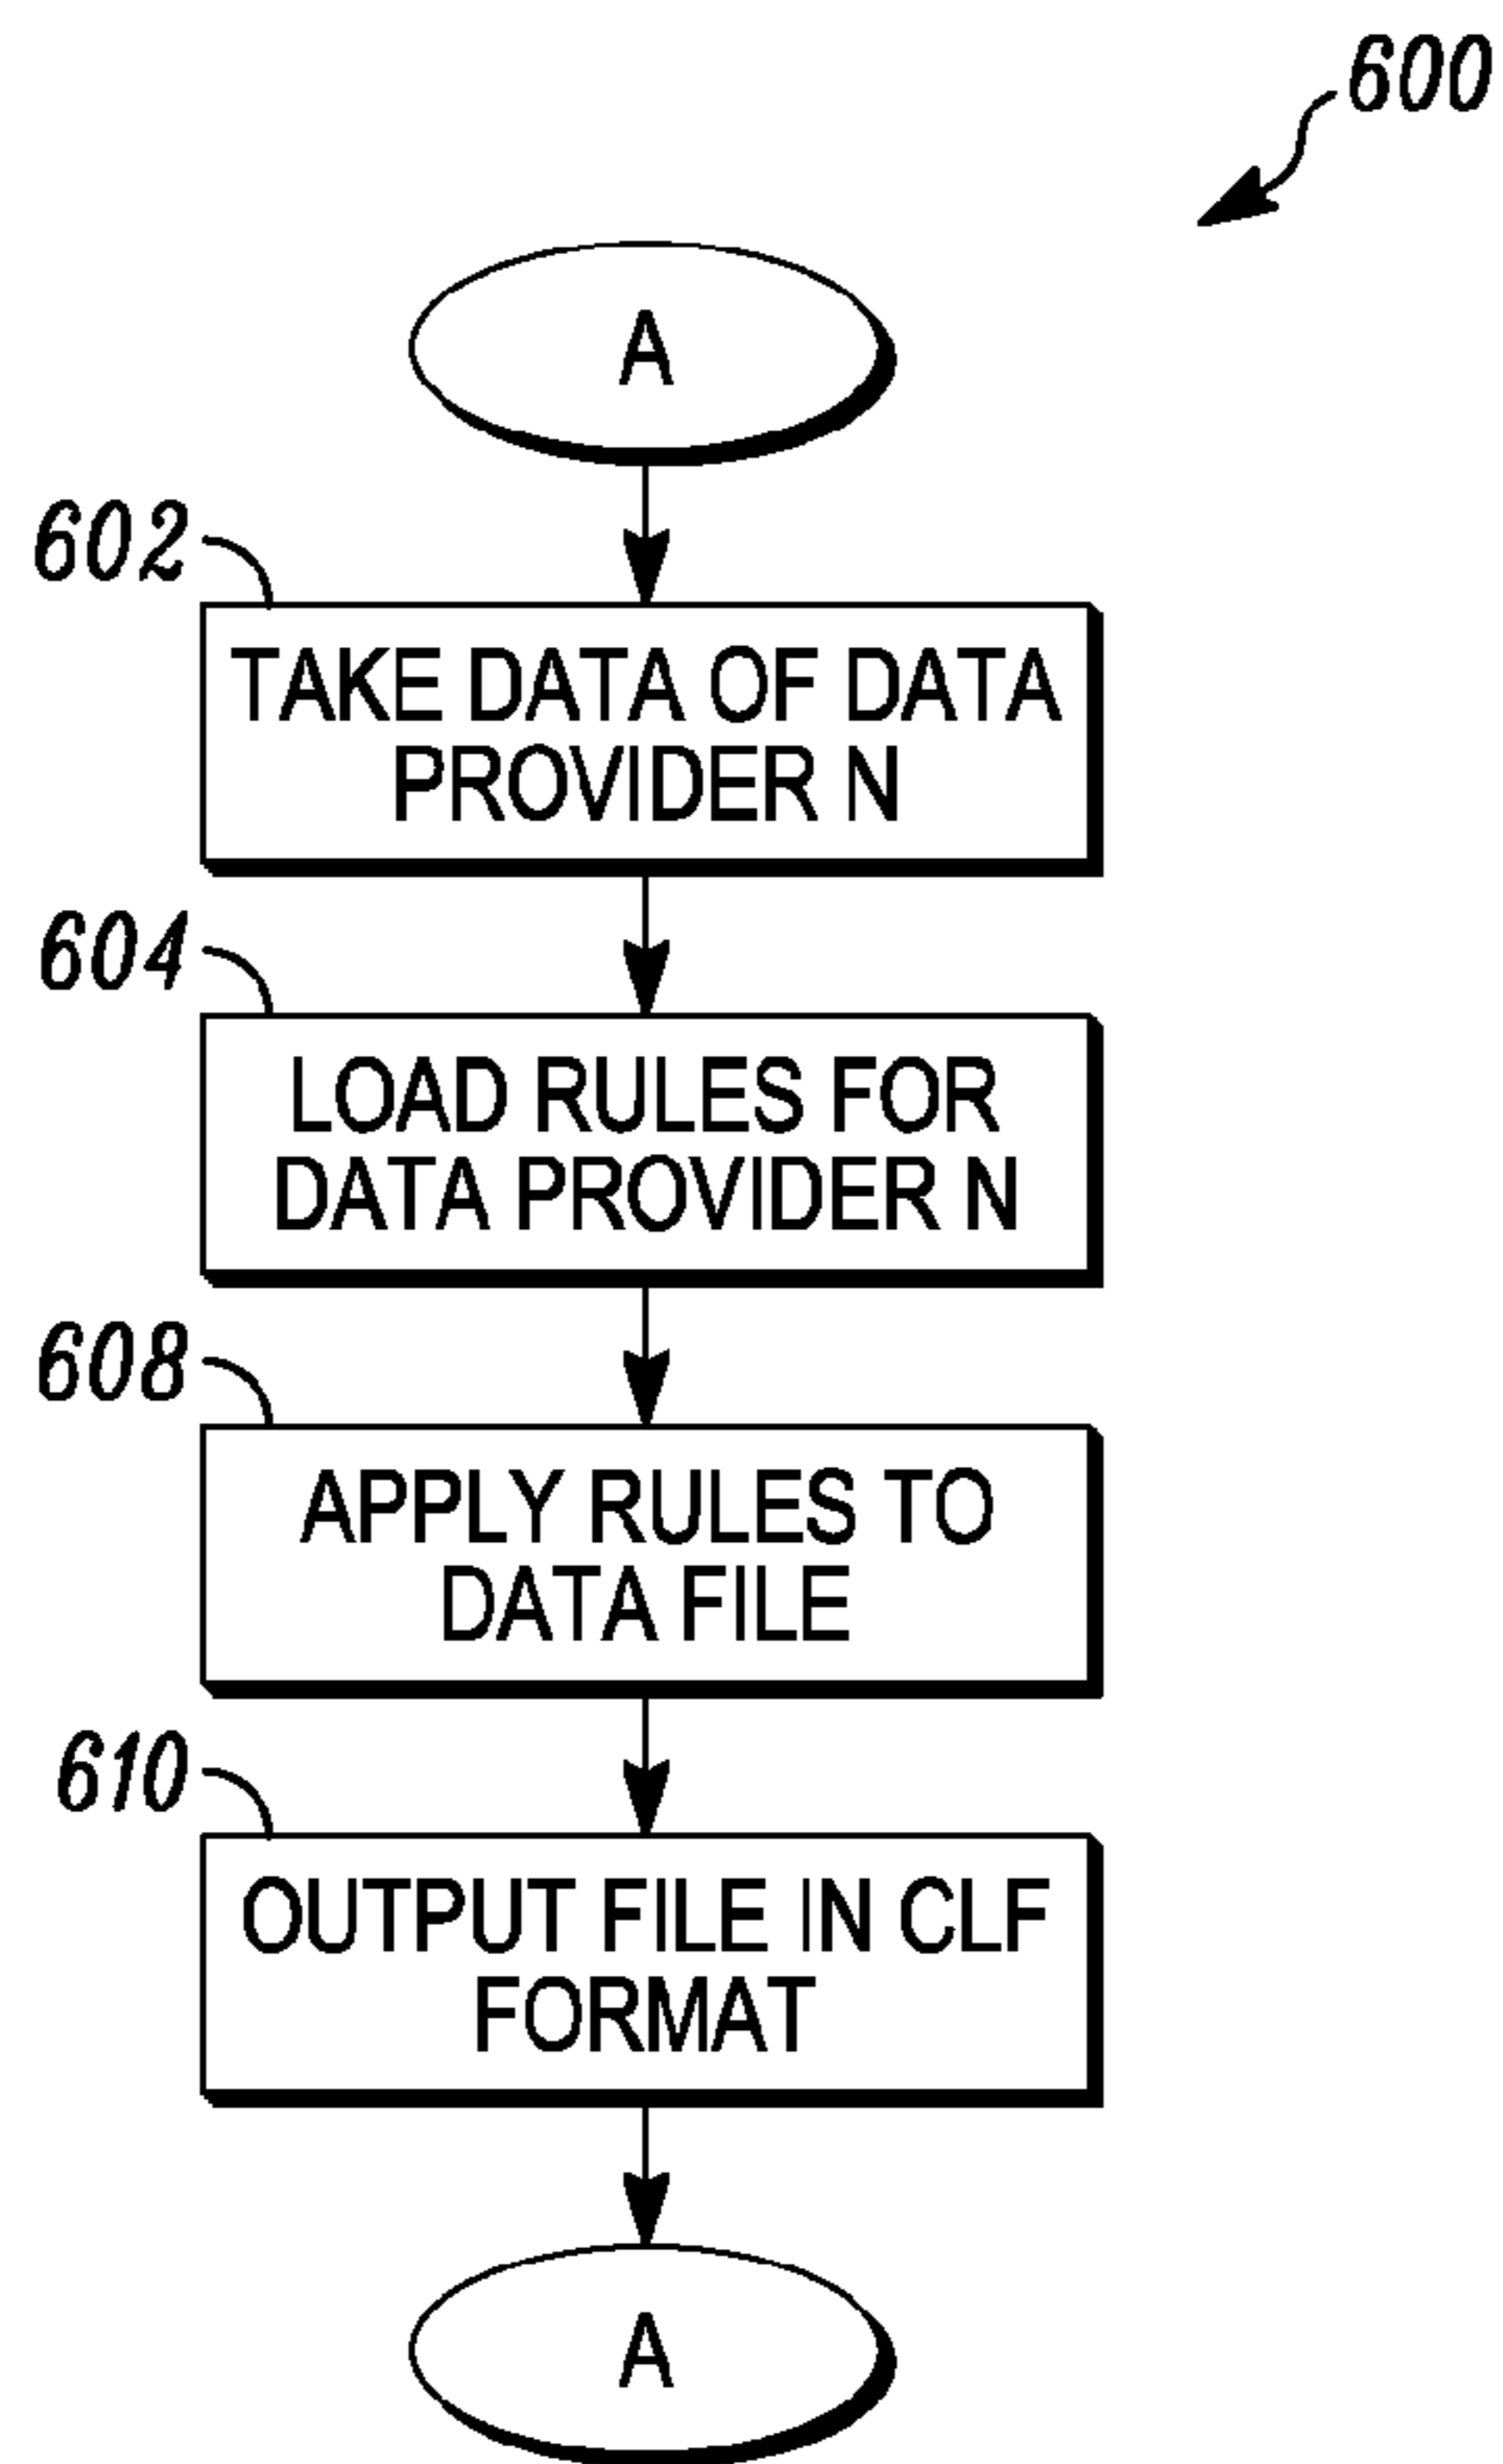 600
A
602
TAKE DATA OF DATA
PROVIDER N
604
LOAD RULES FOR
DATA PROVIDER N
608
APPLY RULES TO
DATA FILE
610
OUTPUT FILE IN CLF
FORMAT
A